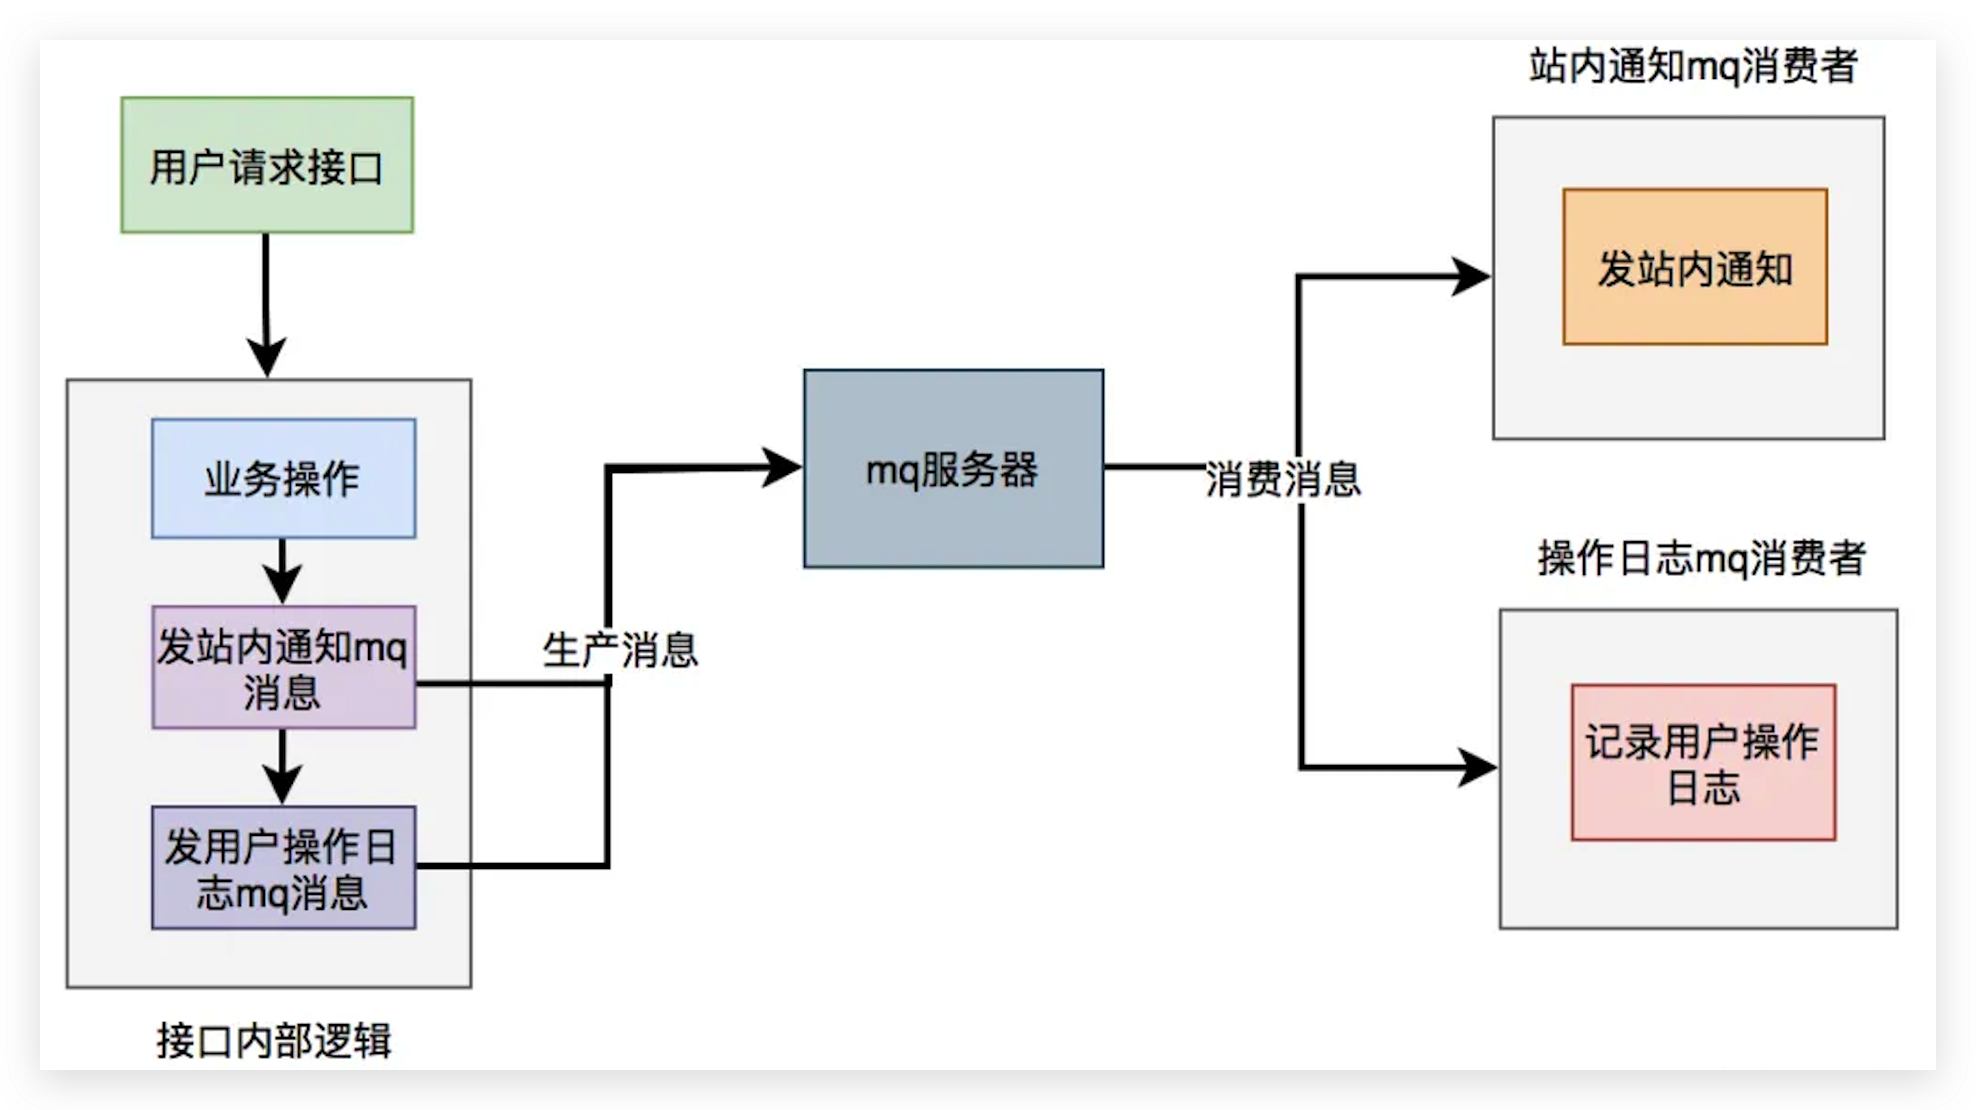 用户请求接口
业务操作
发站内通知mq
消息
发用户操作日
志mq消息
接口内部逻辑
生产消息
mq服务器
消费消息
站内通知mq消费者
发站内通知
操作日志mq消费者
记录用户操作
日志